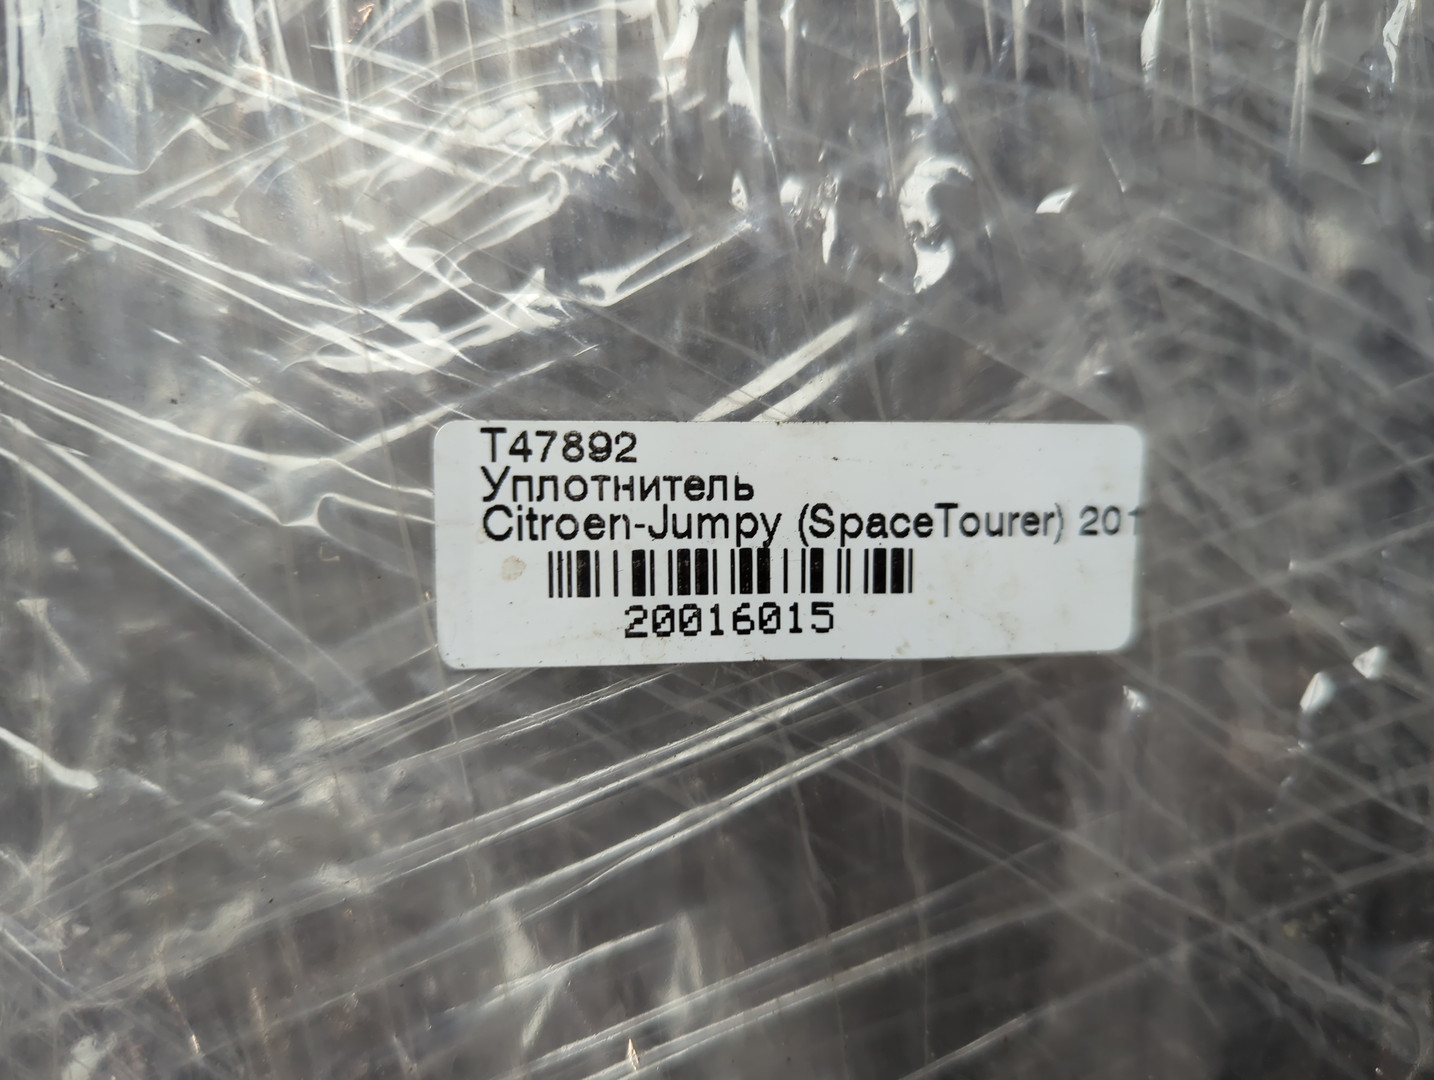 T47892
Уплотнитель
Citroen-Jumpy (SpaceTourer) 201
20016015